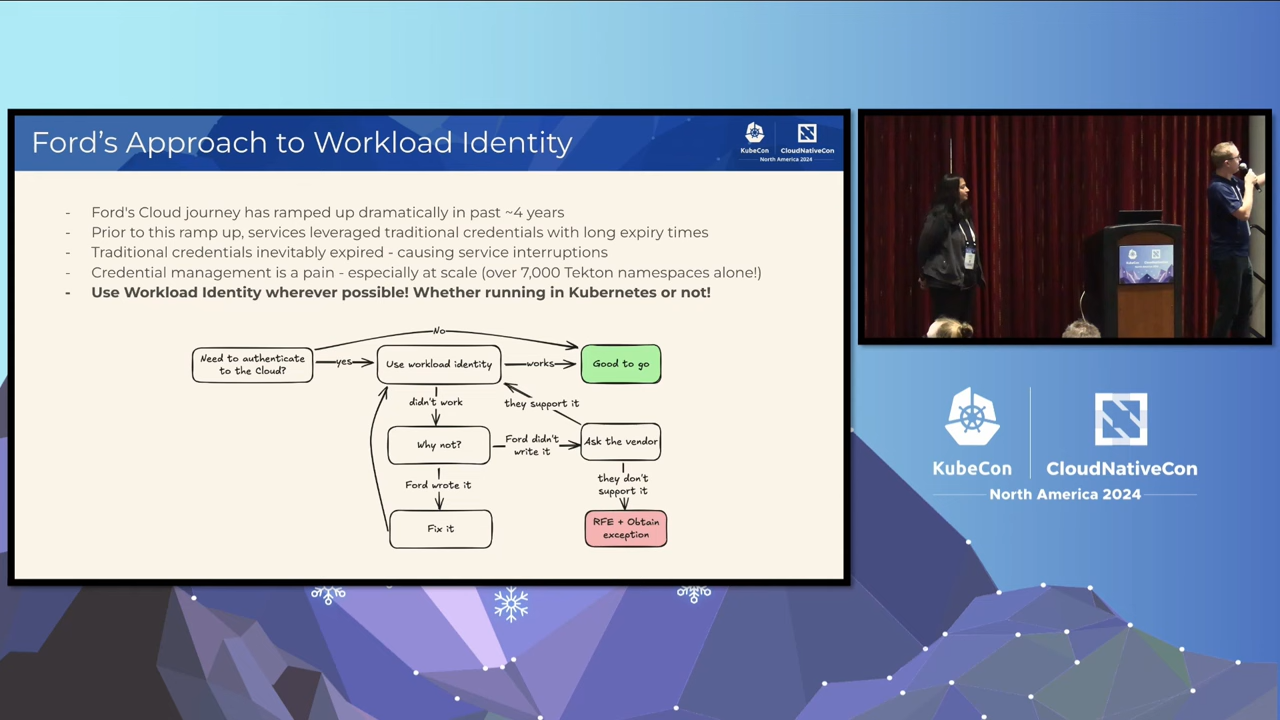 Ford's Approach to Workload Identity
KubeCon
CloudNativeCon
North America 2024
- Ford's Cloud journey has ramped up dramatically in past ~4 years
- Prior to this ramp up, services leveraged traditional credentials with long expiry times
- Traditional credentials inevitably expired - causing service interruptions
- Credential management is a pain - especially at scale (over 7,000 Tekton namespaces alone!)
- Use Workload Identity wherever possible! Whether running in Kubernetes or not!
No
Need to authenticate
to the Cloud?
yes
Use workload identity
works
Good to go
didn't work
they support it
Why not?
Ford didn't
write it
Ask the vendor
Ford wrote it
they don't
support it
Fix it
RFE + Obtain
exception
KubeCon
CloudNativeCon
North America 2024